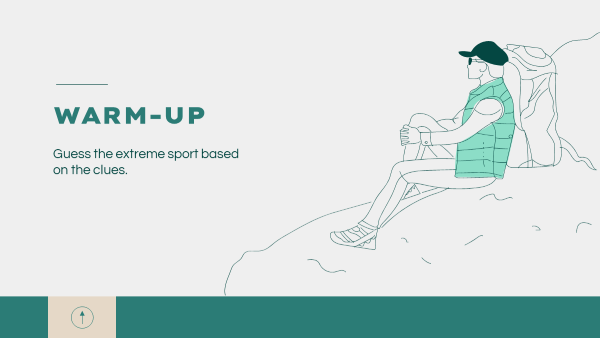 WARM-UP
Guess the extreme sport based
on the clues.